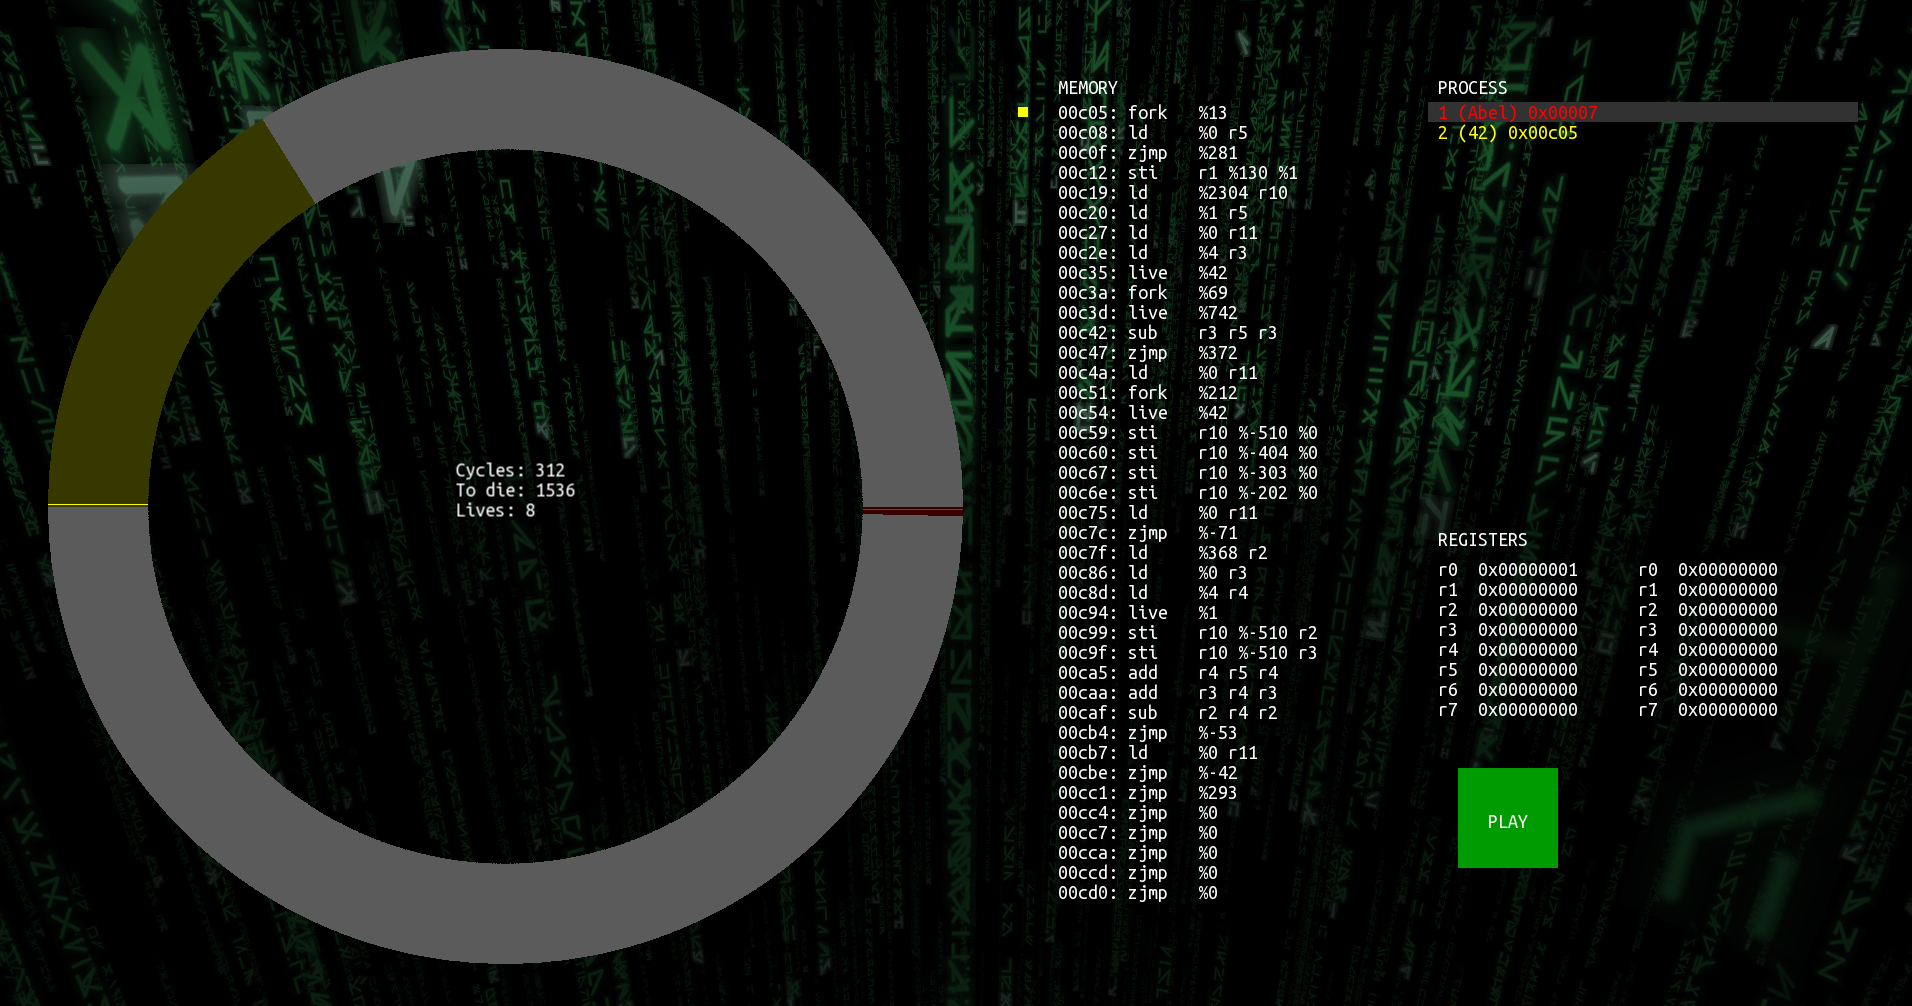 Cycles: 312
To die: 1536
Lives: 8
MEMORY
00c05: fork %13
00c08: ld %0 r5
00c0f: zjmp %281
00c12: sti r1 %130 %1
00c19: ld %2304 r10
00c20: ld %1 r5
00c27: ld %0 r11
00c2e: ld %4 r3
00c35: live %42
00c3a: fork %69
00c3d: live %742
00c42: sub r3 r5 r3
00c47: zjmp %372
00c4a: ld %0 r11
00c51: fork %212
00c54: live %42
00c59: sti r10 %-510 %0
00c60: sti r10 %-404 %0
00c67: sti r10 %-303 %0
00c6e: sti r10 %-202 %0
00c75: ld %0 r11
00c7c: zjmp %-71
00c7f: ld %368 r2
00c86: ld %0 r3
00c8d: ld %4 r4
00c94: live %1
00c99: sti r10 %-510 r2
00c9f: sti r10 %-510 r3
00ca5: add r4 r5 r4
00caa: add r3 r4 r3
00caf: sub r2 r4 r2
00cb4: zjmp %-53
00cb7: ld %0 r11
00cbe: zjmp %-42
00cc1: zjmp %293
00cc4: zjmp %0
00cc7: zjmp %0
00cca: zjmp %0
00ccd: zjmp %0
00cd0: zjmp %0
PROCESS
1 (Abel) 0x00007
2 (42) 0x00c05
REGISTERS
r0 0x00000001 r0 0x00000000
r1 0x00000000 r1 0x00000000
r2 0x00000000 r2 0x00000000
r3 0x00000000 r3 0x00000000
r4 0x00000000 r4 0x00000000
r5 0x00000000 r5 0x00000000
r6 0x00000000 r6 0x00000000
r7 0x00000000 r7 0x00000000
PLAY